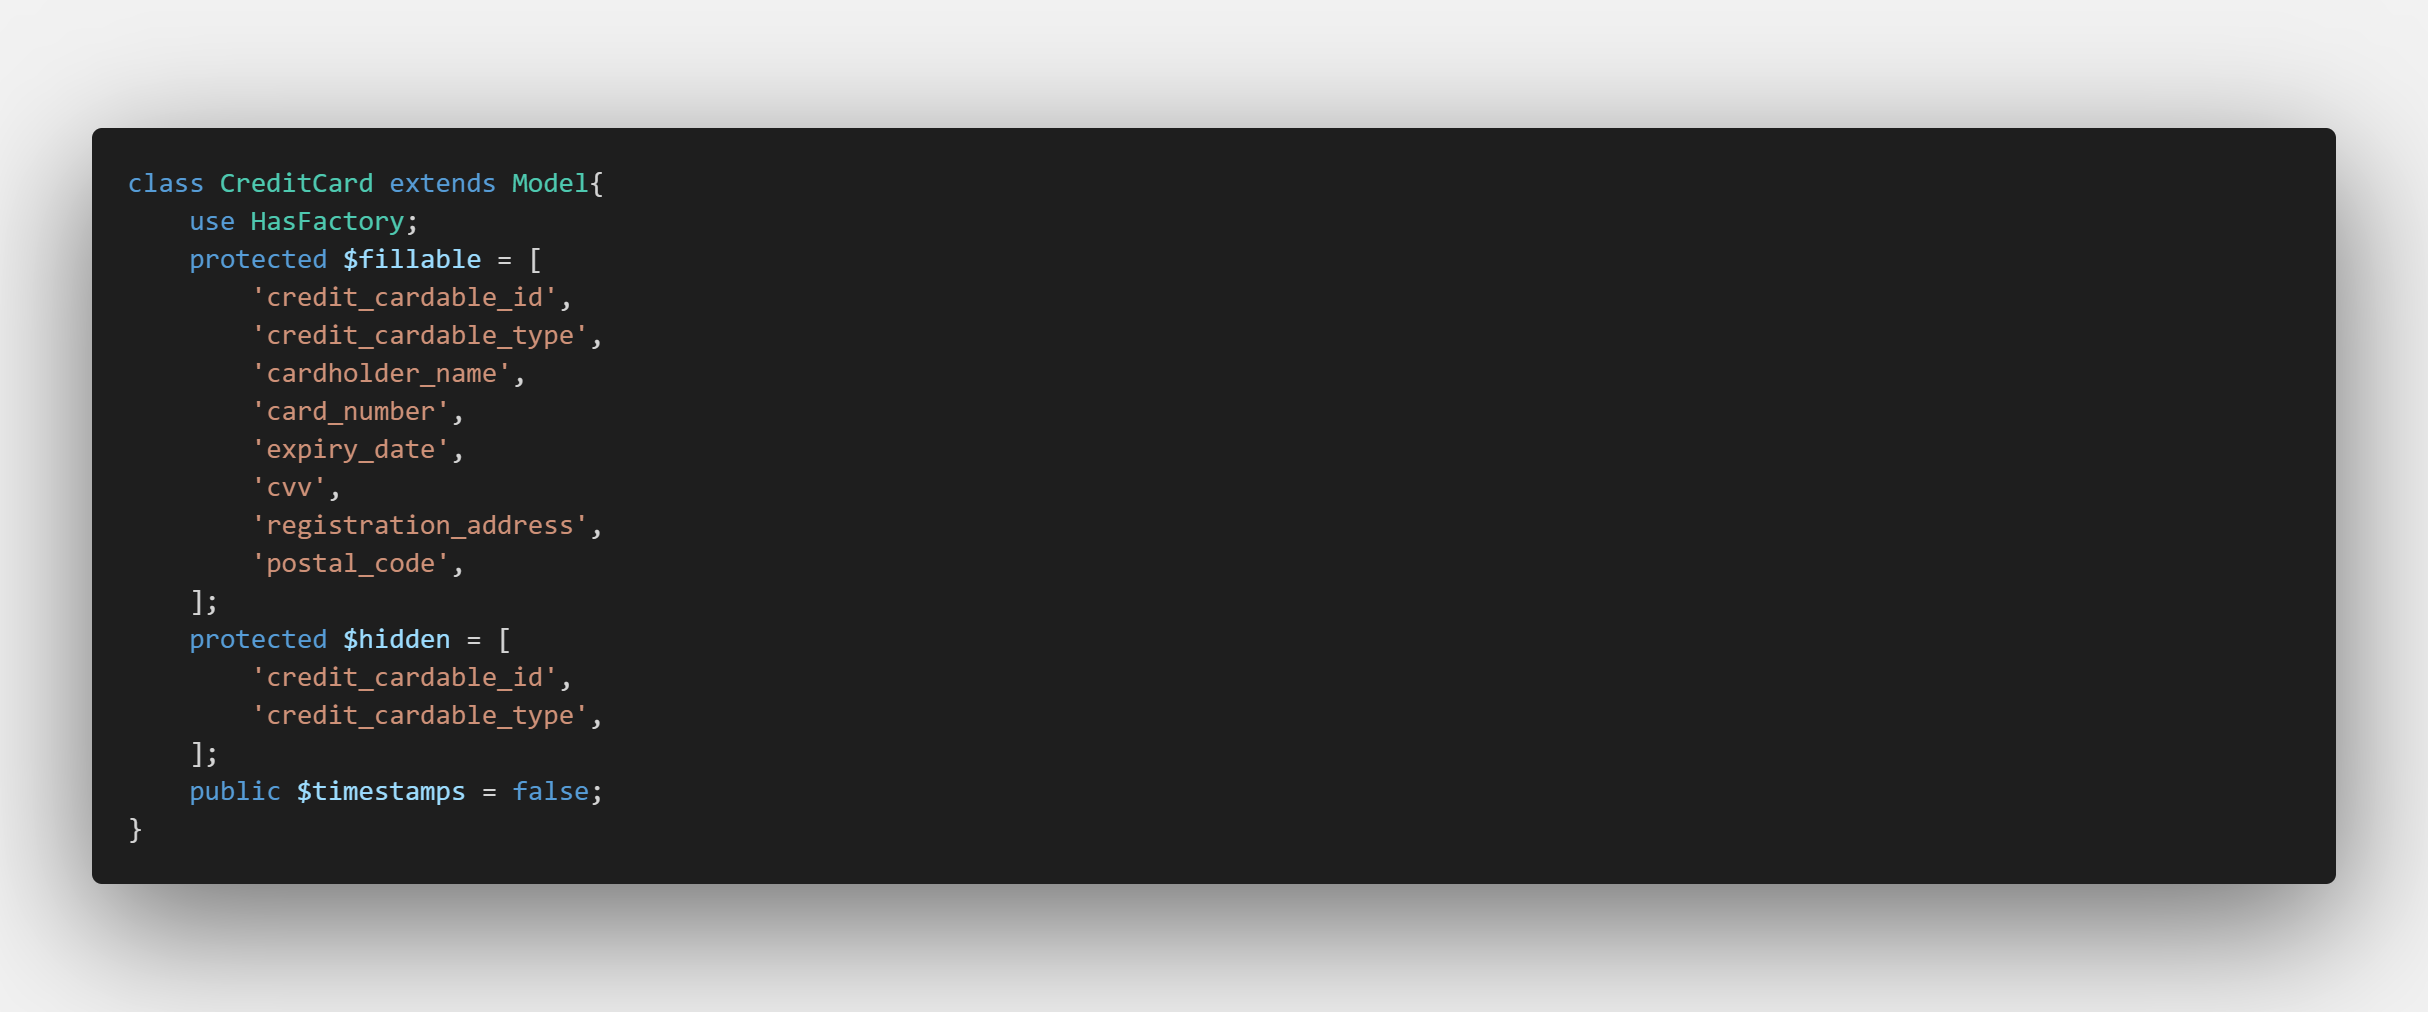 class CreditCard extends Model{
    use HasFactory;
    protected $fillable = [
        'credit_cardable_id',
        'credit_cardable_type',
        'cardholder_name',
        'card_number',
        'expiry_date',
        'cvv',
        'registration_address',
        'postal_code',
    ];
    protected $hidden = [
        'credit_cardable_id',
        'credit_cardable_type',
    ];
    public $timestamps = false;
}